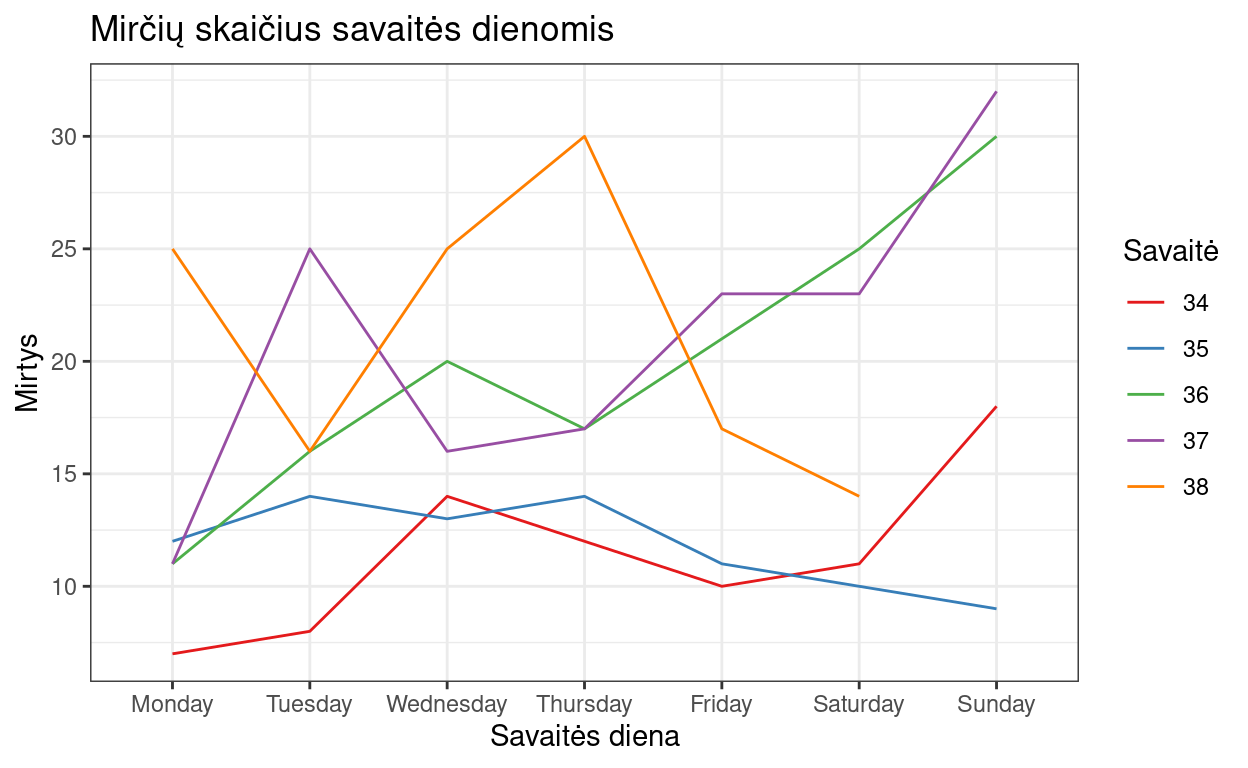 Mirčių skaičius savaitės dienomis
Mirtys
30
25
20
15
10
Monday Tuesday Wednesday Thursday Friday Saturday Sunday
Savaitės diena
Savaitė
34
35
36
37
38